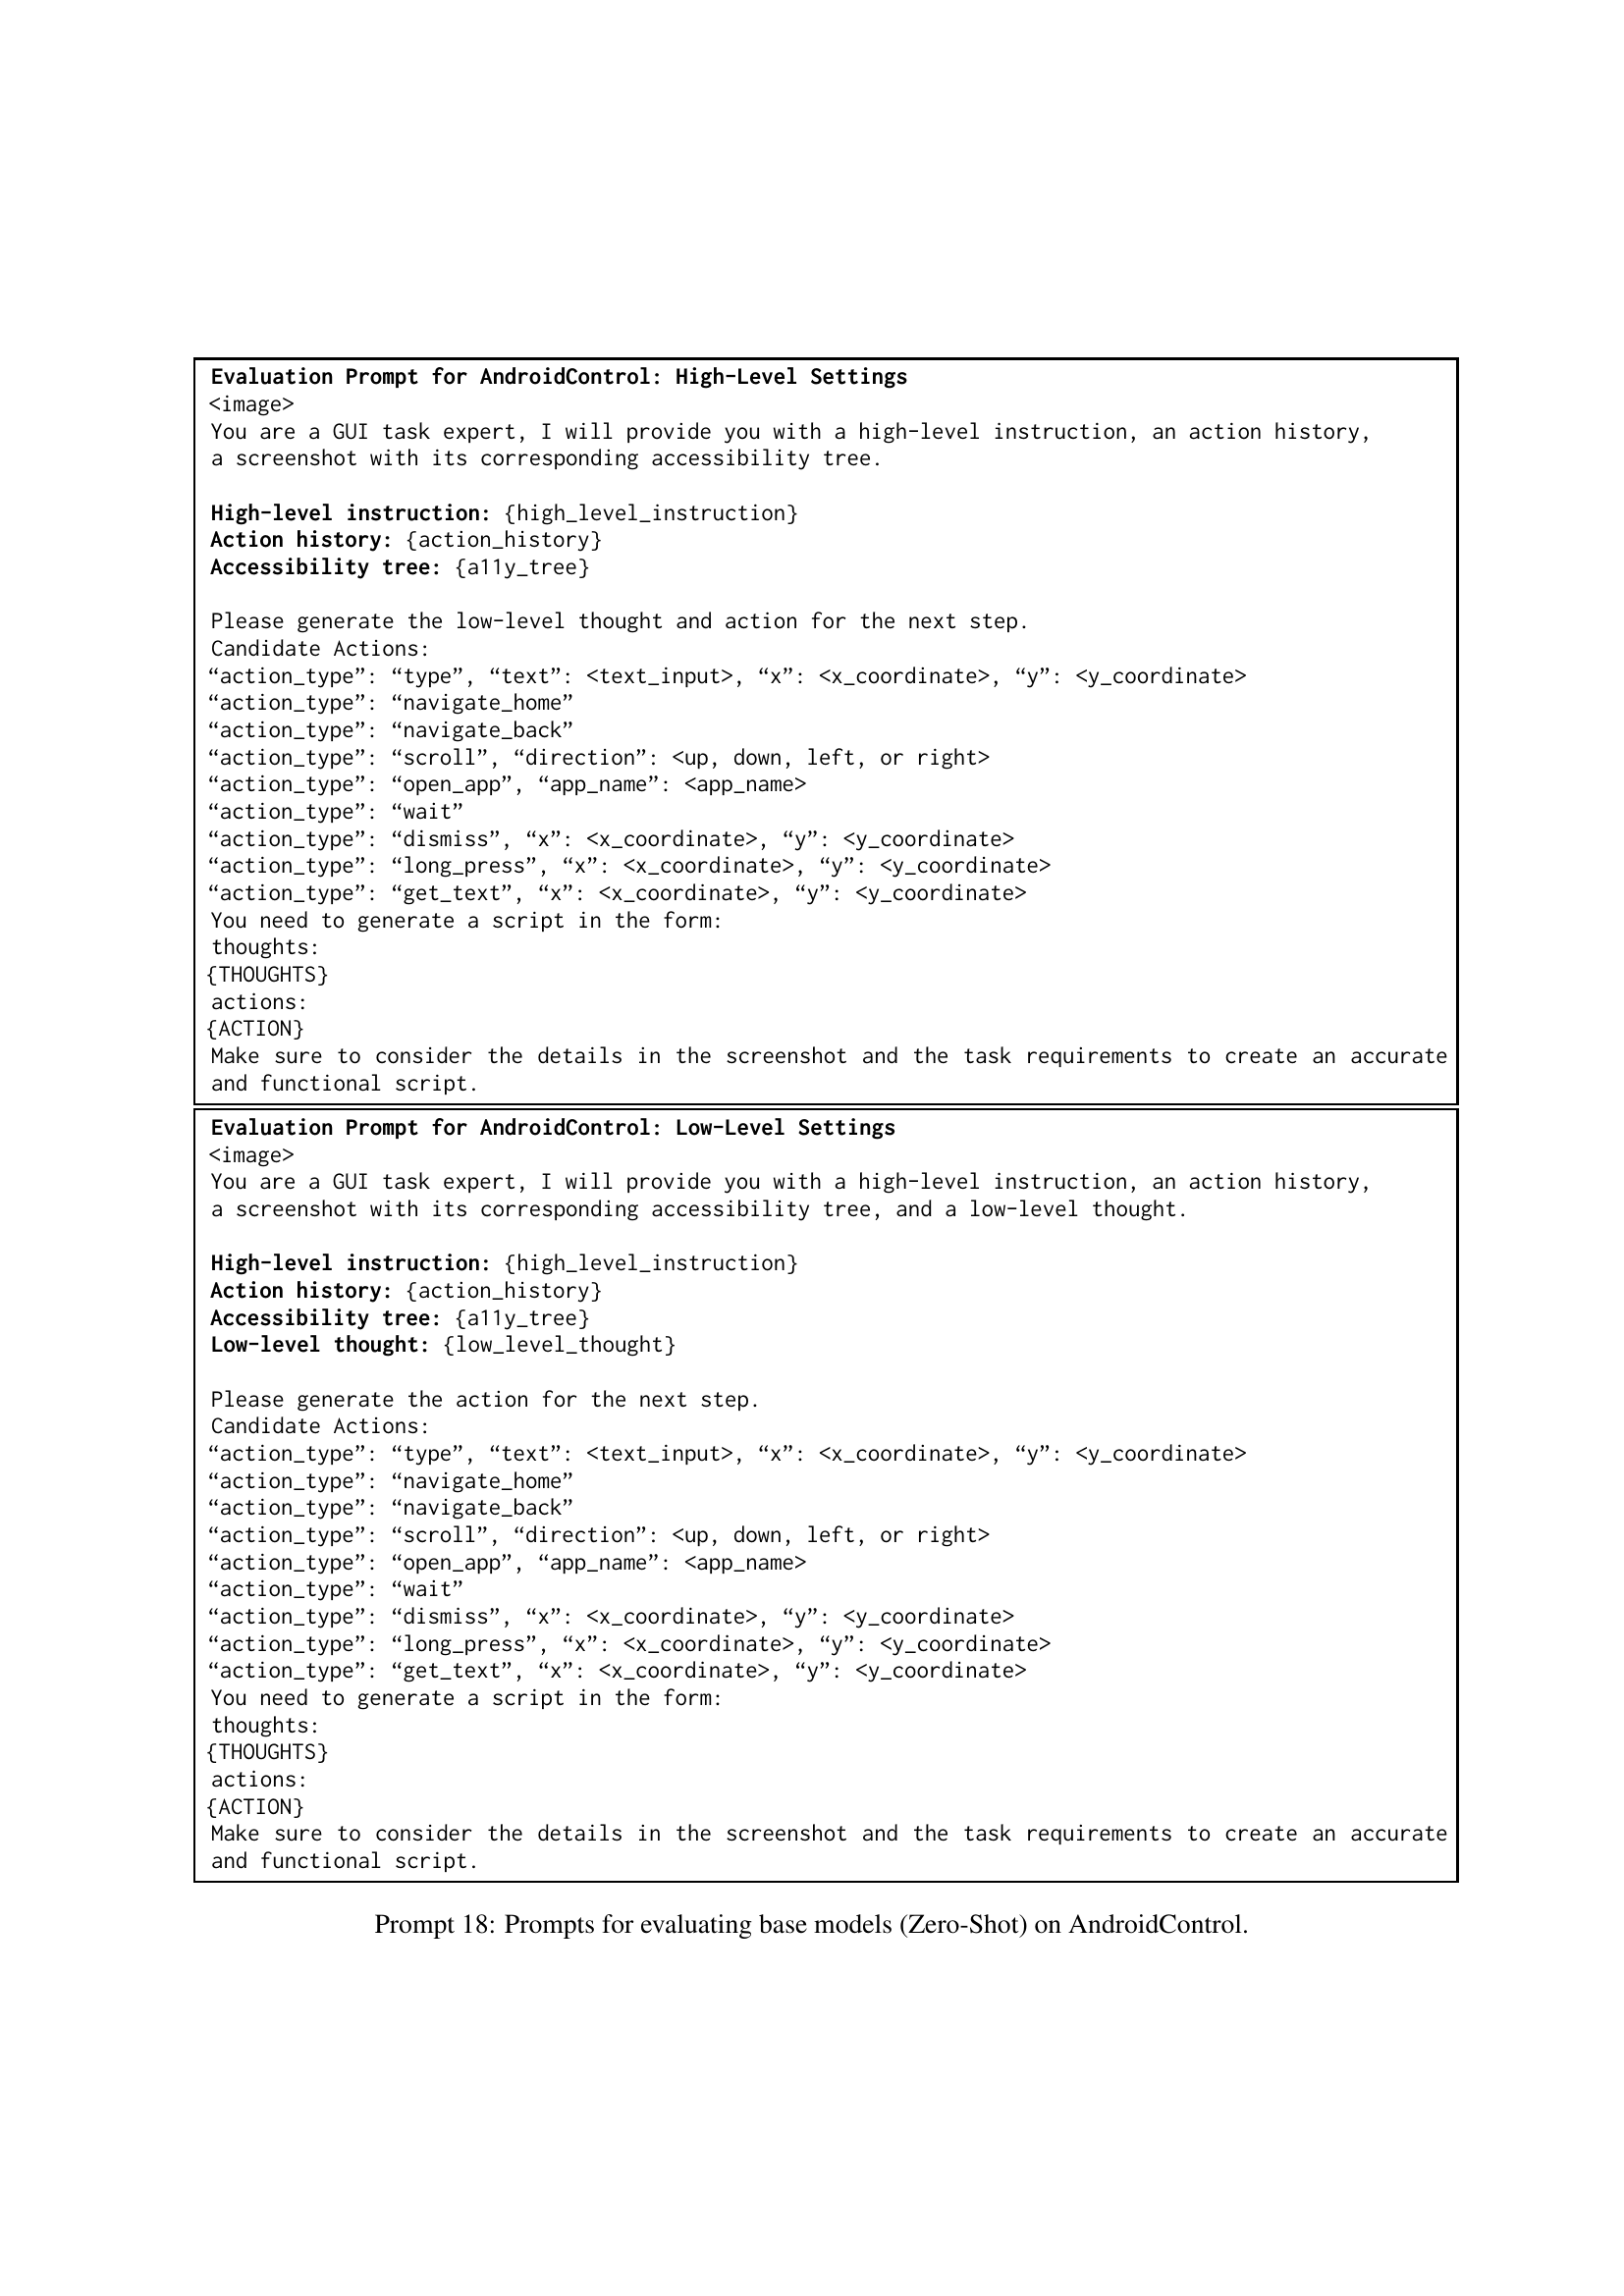 Evaluation Prompt for AndroidControl: High-Level Settings
<image>
You are a GUI task expert, I will provide you with a high-level instruction, an action history,
a screenshot with its corresponding accessibility tree.
High-level instruction: {high_level_instruction}
Action history: {action_history}
Accessibility tree: {a11y_tree}
Please generate the low-level thought and action for the next step.
Candidate Actions:
“action_type”: “type”, “text”: <text_input>, “x”: <x_coordinate>, “y”: <y_coordinate>
“action_type”: “navigate_home”
“action_type”: “navigate_back”
“action_type”: “scroll”, “direction”: <up, down, left, or right>
“action_type”: “open_app”, “app_name”: <app_name>
“action_type”: “wait”
“action_type”: “dismiss”, “x”: <x_coordinate>, “y”: <y_coordinate>
“action_type”: “long_press”, “x”: <x_coordinate>, “y”: <y_coordinate>
“action_type”: “get_text”, “x”: <x_coordinate>, “y”: <y_coordinate>
You need to generate a script in the form:
thoughts:
{THOUGHTS}
actions:
{ACTION}
Make sure to consider the details in the screenshot and the task requirements to create an accurate
and functional script.
Evaluation Prompt for AndroidControl: Low-Level Settings
<image>
You are a GUI task expert, I will provide you with a high-level instruction, an action history,
a screenshot with its corresponding accessibility tree, and a low-level thought.
High-level instruction: {high_level_instruction}
Action history: {action_history}
Accessibility tree: {a11y_tree}
Low-level thought: {low_level_thought}
Please generate the action for the next step.
Candidate Actions:
“action_type”: “type”, “text”: <text_input>, “x”: <x_coordinate>, “y”: <y_coordinate>
“action_type”: “navigate_home”
“action_type”: “navigate_back”
“action_type”: “scroll”, “direction”: <up, down, left, or right>
“action_type”: “open_app”, “app_name”: <app_name>
“action_type”: “wait”
“action_type”: “dismiss”, “x”: <x_coordinate>, “y”: <y_coordinate>
“action_type”: “long_press”, “x”: <x_coordinate>, “y”: <y_coordinate>
“action_type”: “get_text”, “x”: <x_coordinate>, “y”: <y_coordinate>
You need to generate a script in the form:
thoughts:
{THOUGHTS}
actions:
{ACTION}
Make sure to consider the details in the screenshot and the task requirements to create an accurate
and functional script.
Prompt 18: Prompts for evaluating base models (Zero-Shot) on AndroidControl.